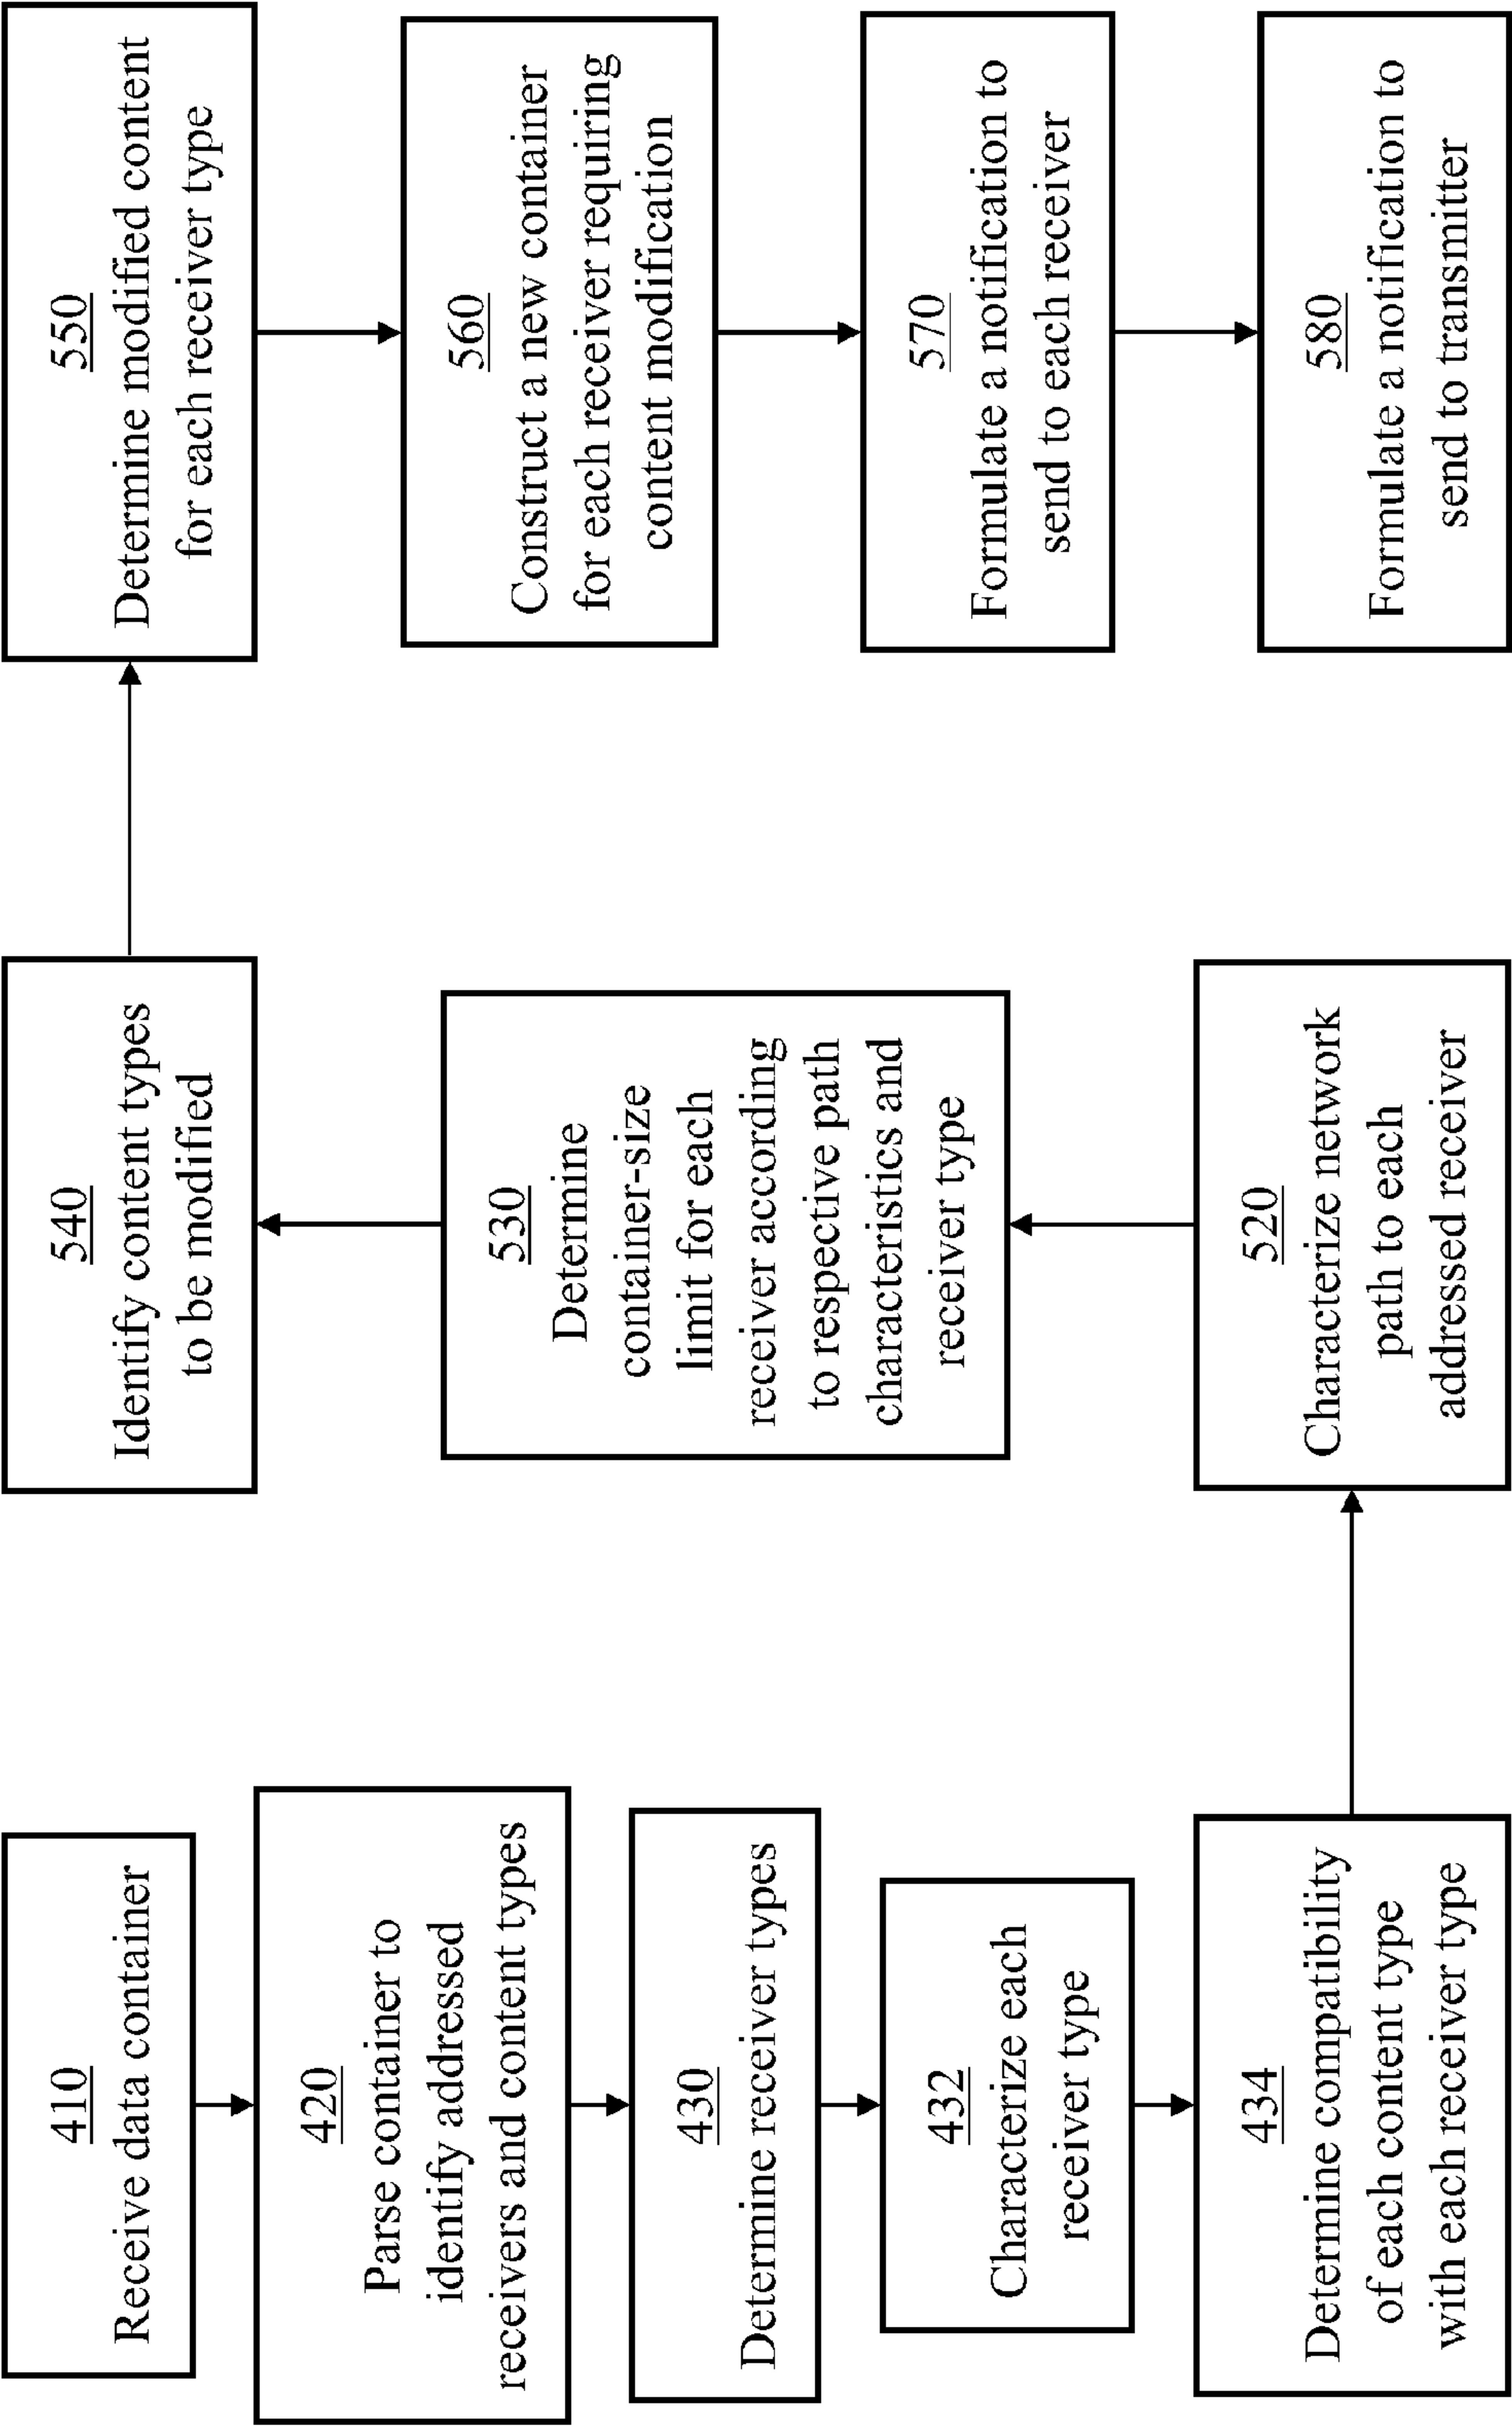 410
Receive data container
420
Parse container to
identify addressed
receivers and content types
430
Determine receiver types
432
Characterize each
receiver type
434
Determine compatibility
of each content type
with each receiver type
520
Characterize network
path to each
addressed receiver
530
Determine
container-size
limit for each
receiver according
to respective path
characteristics and
receiver type
540
Identify content types
to be modified
550
Determine modified content
for each receiver type
560
Construct a new container
for each receiver requiring
content modification
570
Formulate a notification to
send to each receiver
580
Formulate a notification to
send to transmitter